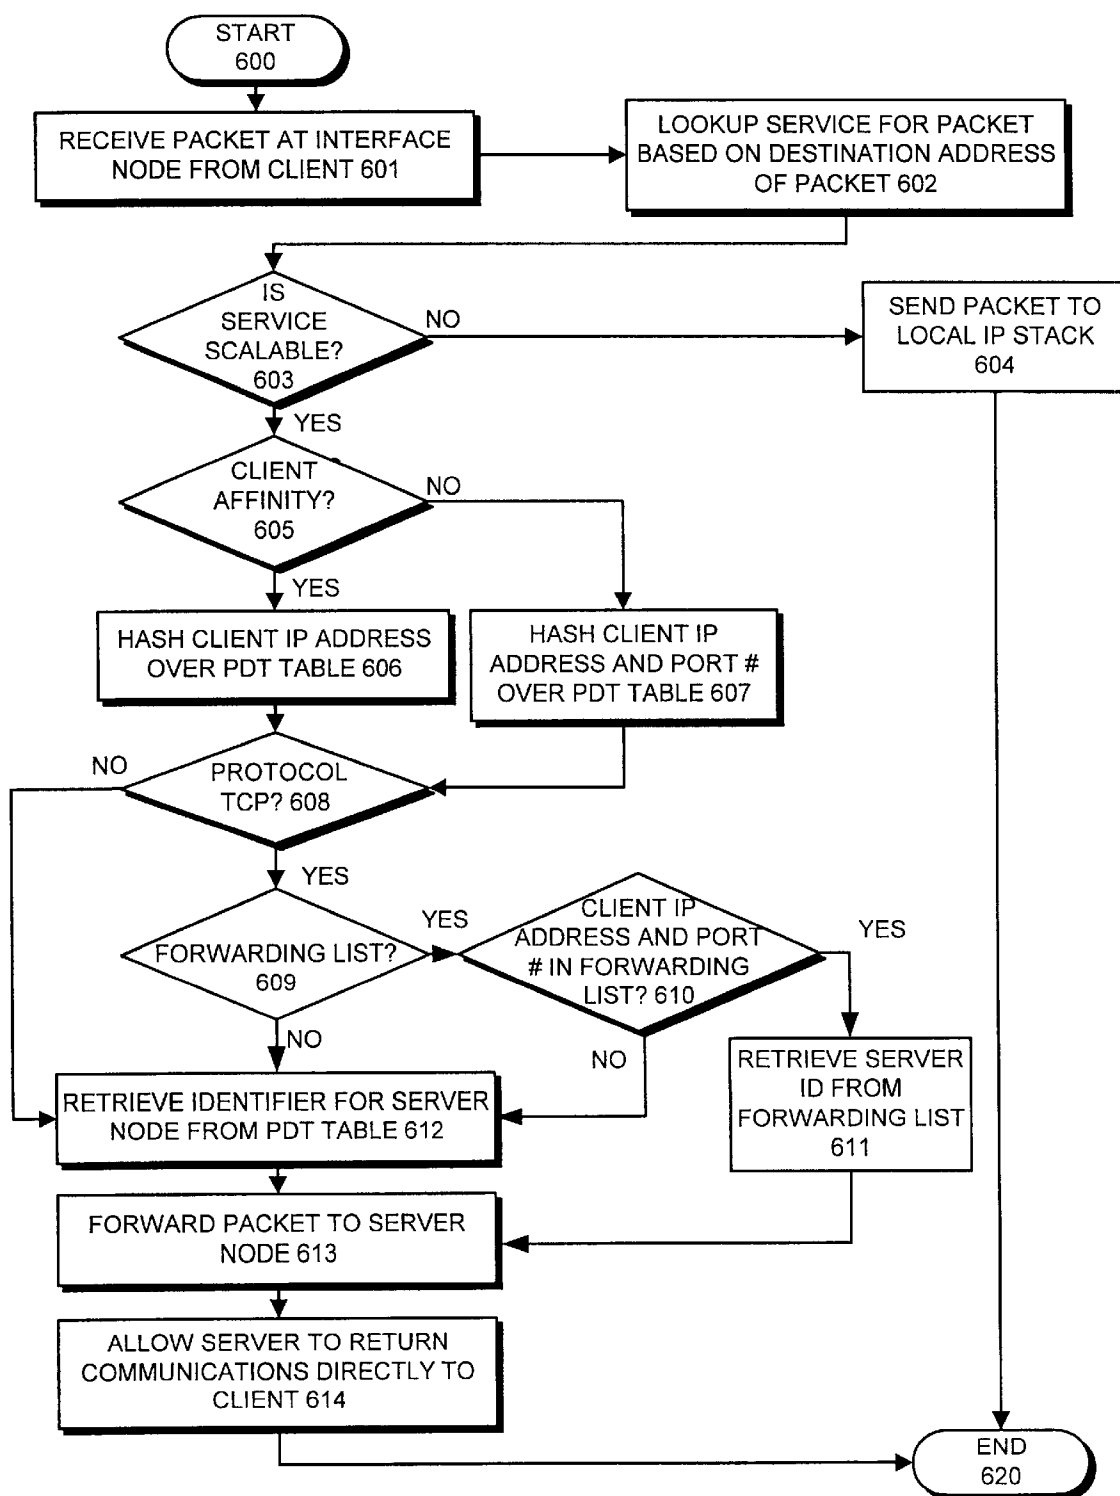 START
600
RECEIVE PACKET AT INTERFACE
NODE FROM CLIENT 601
LOOKUP SERVICE FOR PACKET
BASED ON DESTINATION ADDRESS
OF PACKET 602
IS
SERVICE
SCALABLE?
603
NO
SEND PACKET TO
LOCAL IP STACK
604
YES
CLIENT
AFFINITY?
605
NO
YES
HASH CLIENT IP ADDRESS
OVER PDT TABLE 606
HASH CLIENT IP
ADDRESS AND PORT #
OVER PDT TABLE 607
NO
PROTOCOL
TCP? 608
YES
FORWARDING LIST?
609
YES
CLIENT IP
ADDRESS AND PORT
# IN FORWARDING
LIST? 610
YES
NO
NO
RETRIEVE SERVER
ID FROM
FORWARDING LIST
611
RETRIEVE IDENTIFIER FOR SERVER
NODE FROM PDT TABLE 612
FORWARD PACKET TO SERVER
NODE 613
ALLOW SERVER TO RETURN
COMMUNICATIONS DIRECTLY TO
CLIENT 614
END
620